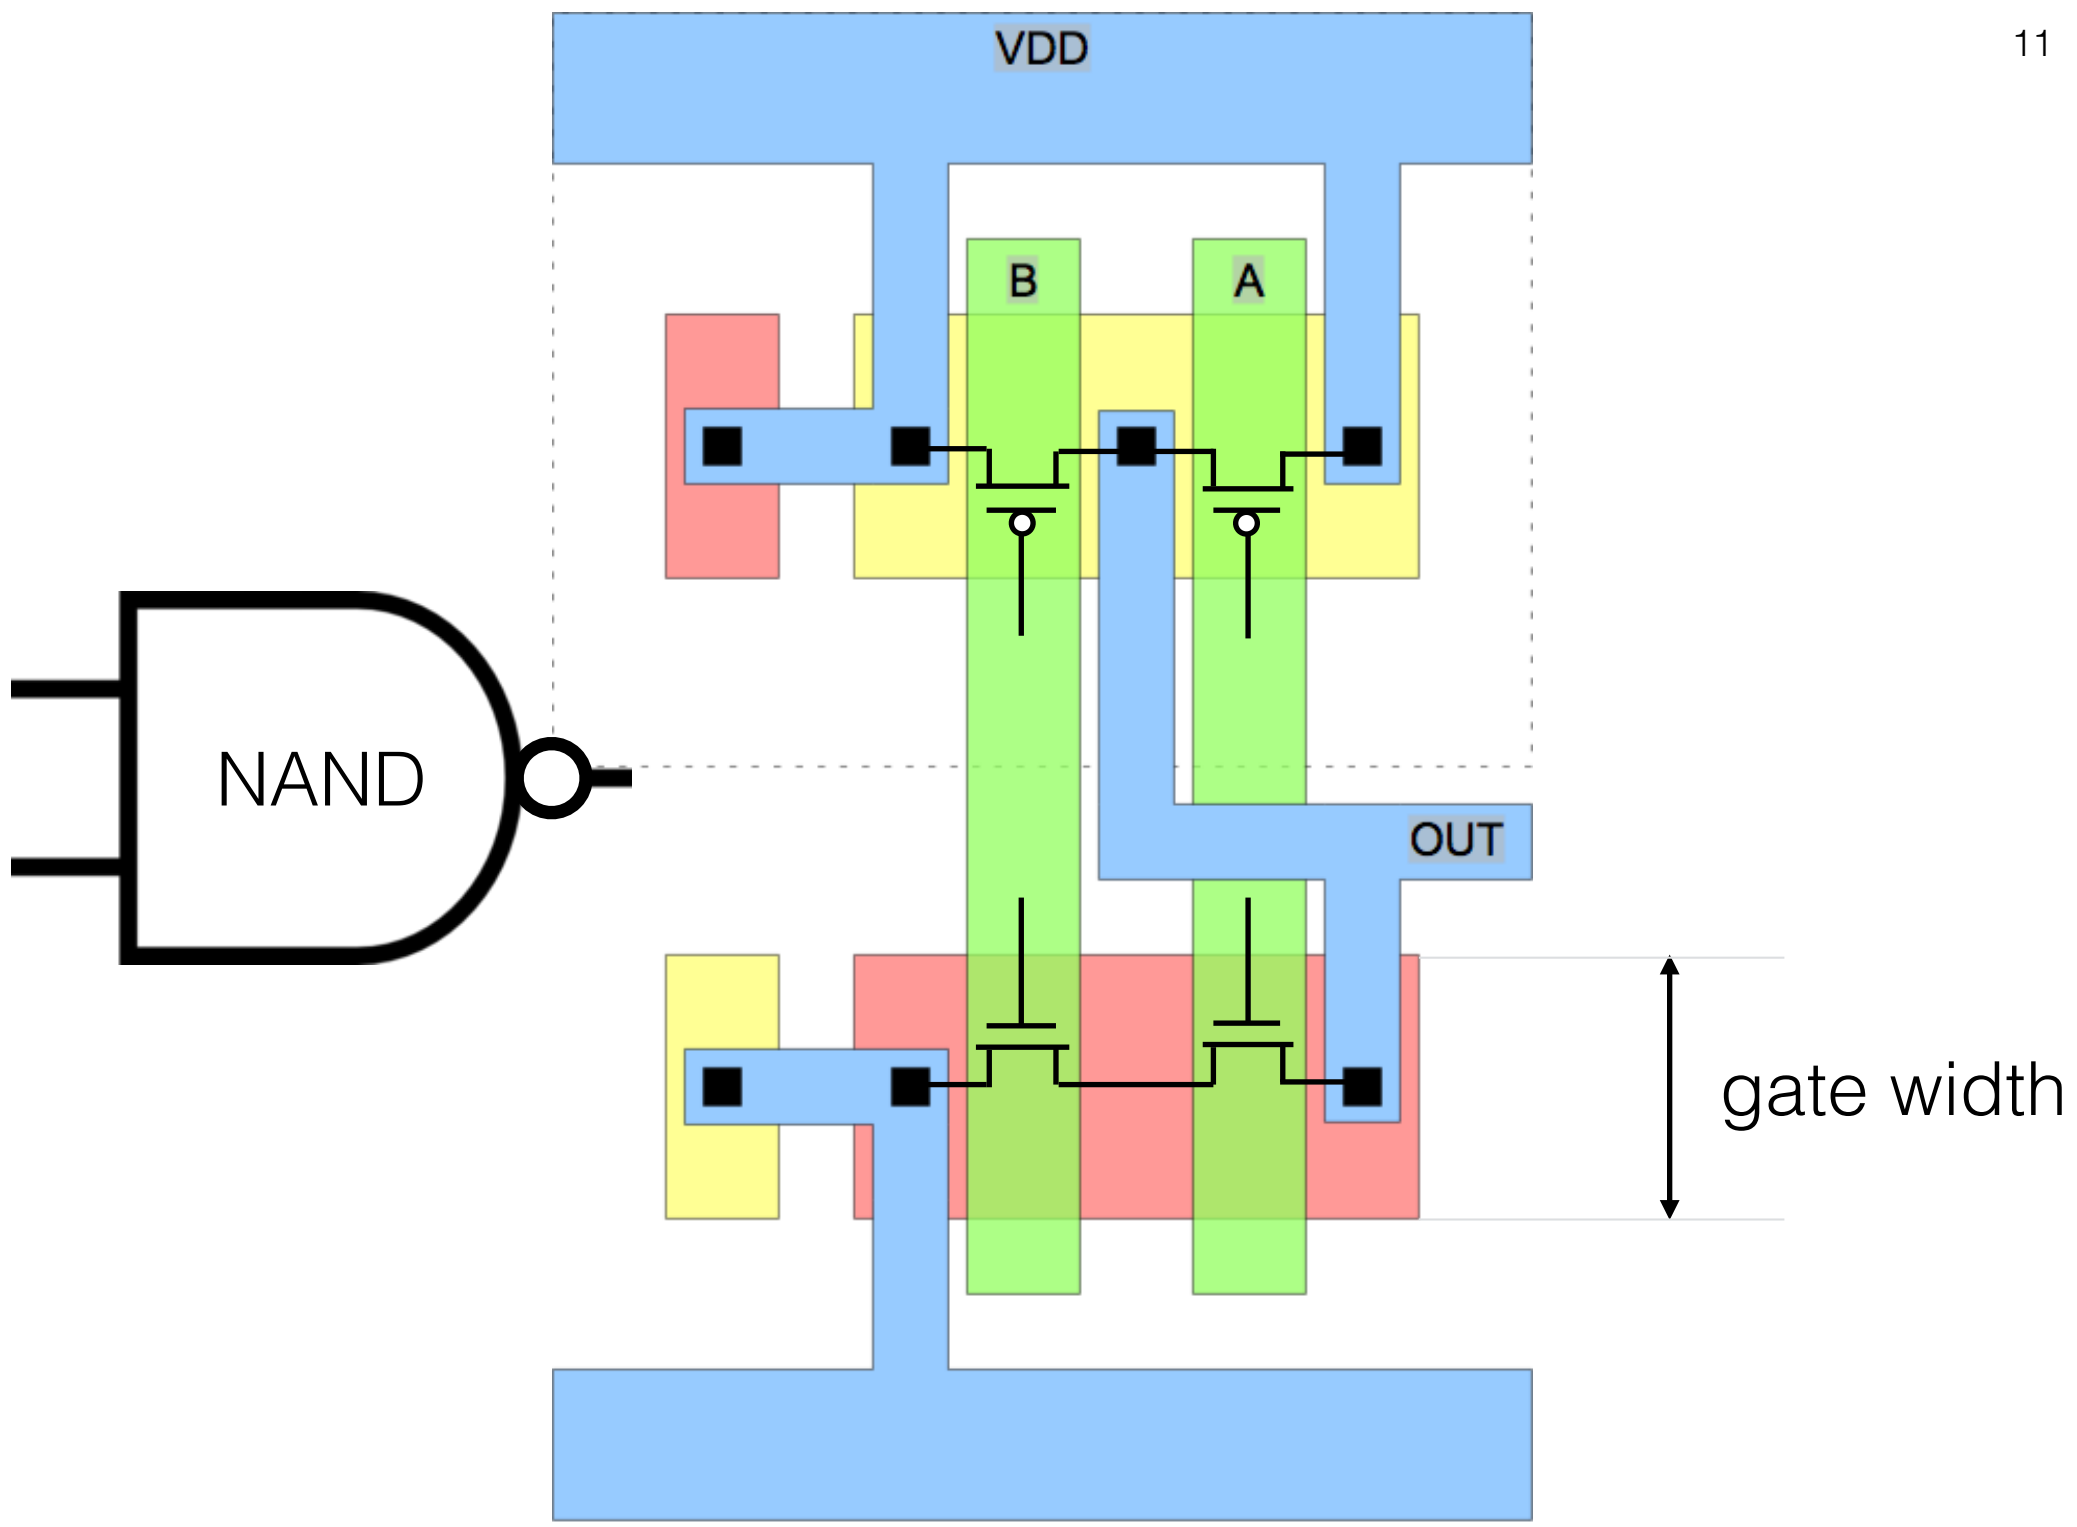 11
VDD
B
A
NAND
OUT
gate width